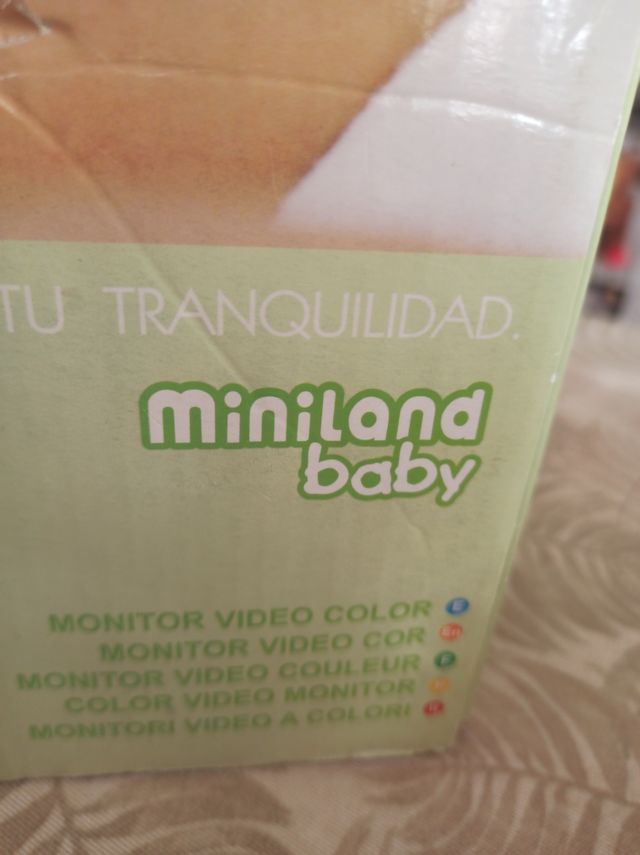 TU TRANQUILIDAD.
miniland
baby
MONITOR VIDEO COLOR E
MONITOR VIDEO COR En
MONITOR VIDEO COULEUR
COLOR VIDEO MONITOR
MONITORI VIDEO A COLORI